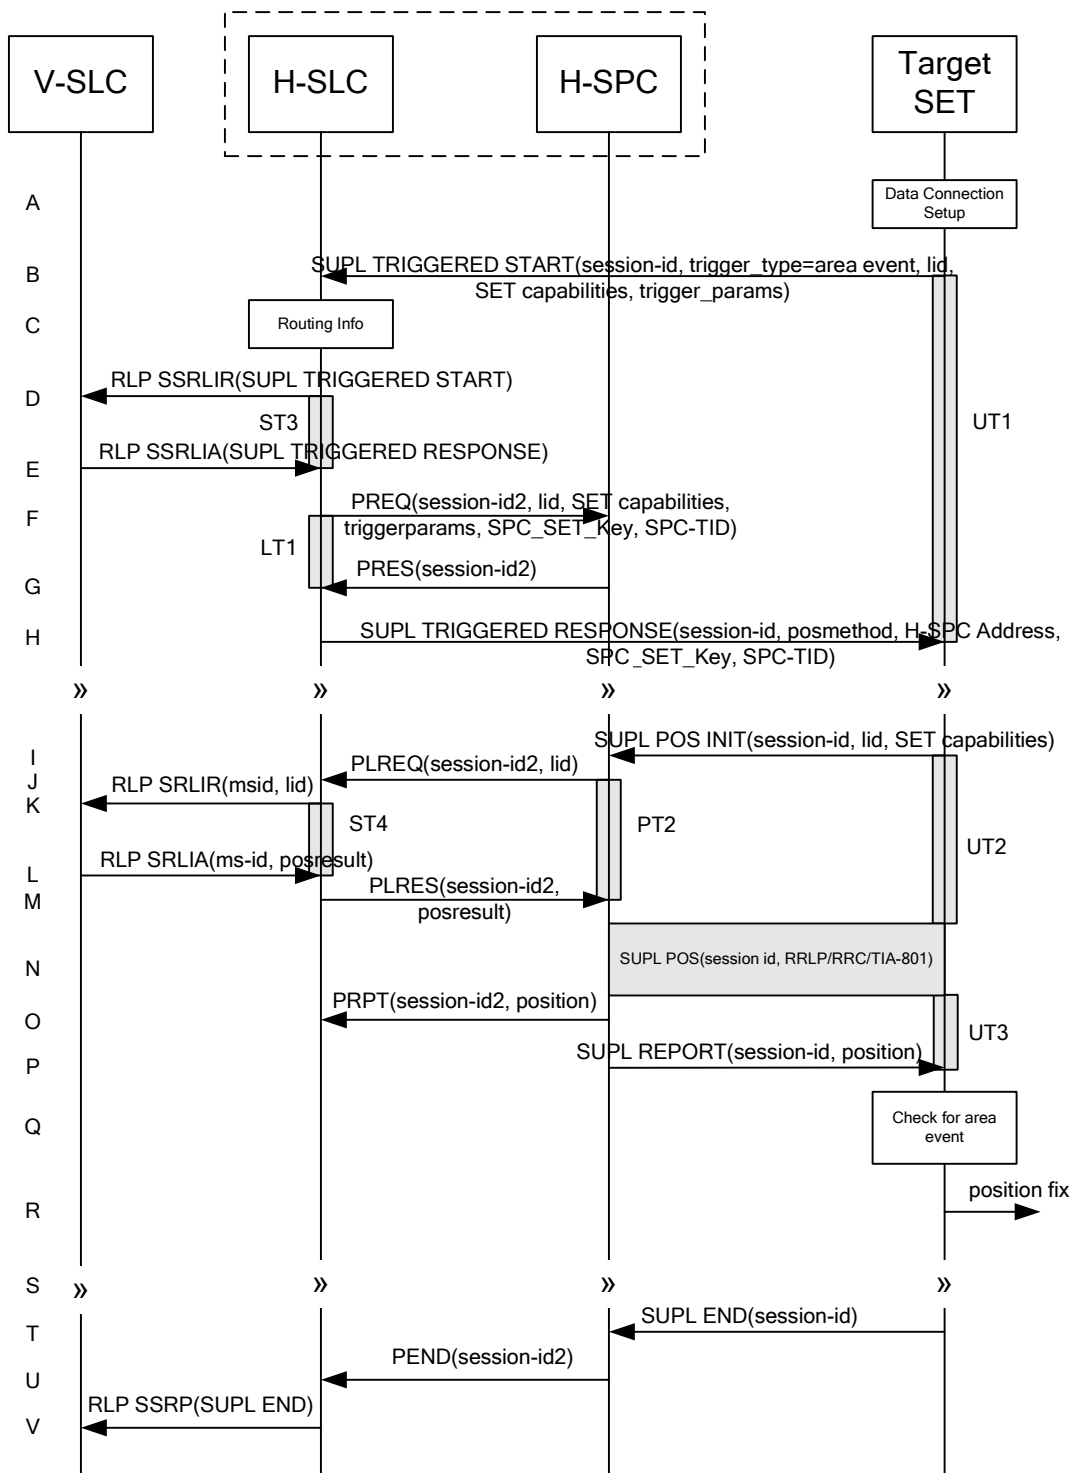 V-SLC
H-SLC
H-SPC
Target
SET
A
Data Connection
Setup
B
SUPL TRIGGERED START(session-id, trigger_type=area event, lid,
SET capabilities, trigger_params)
C
Routing Info
D
RLP SSRLIR(SUPL TRIGGERED START)
ST3
UT1
E
RLP SSRLIA(SUPL TRIGGERED RESPONSE)
F
PREQ(session-id2, lid, SET capabilities,
triggerparams, SPC_SET_Key, SPC-TID)
LT1
G
PRES(session-id2)
H
SUPL TRIGGERED RESPONSE(session-id, posmethod, H-SPC Address,
SPC_SET_Key, SPC-TID)
» » » »
I
SUPL POS INIT(session-id, lid, SET capabilities)
J
PLREQ(session-id2, lid)
K
RLP SRLIR(msid, lid)
ST4
PT2
UT2
L
RLP SRLIA(ms-id, posresult)
M
PLRES(session-id2,
posresult)
N
SUPL POS(session id, RRLP/RRC/TIA-801)
O
PRPT(session-id2, position)
UT3
P
SUPL REPORT(session-id, position)
Q
Check for area
event
R
position fix
S
» » » »
T
SUPL END(session-id)
U
PEND(session-id2)
V
RLP SSRP(SUPL END)